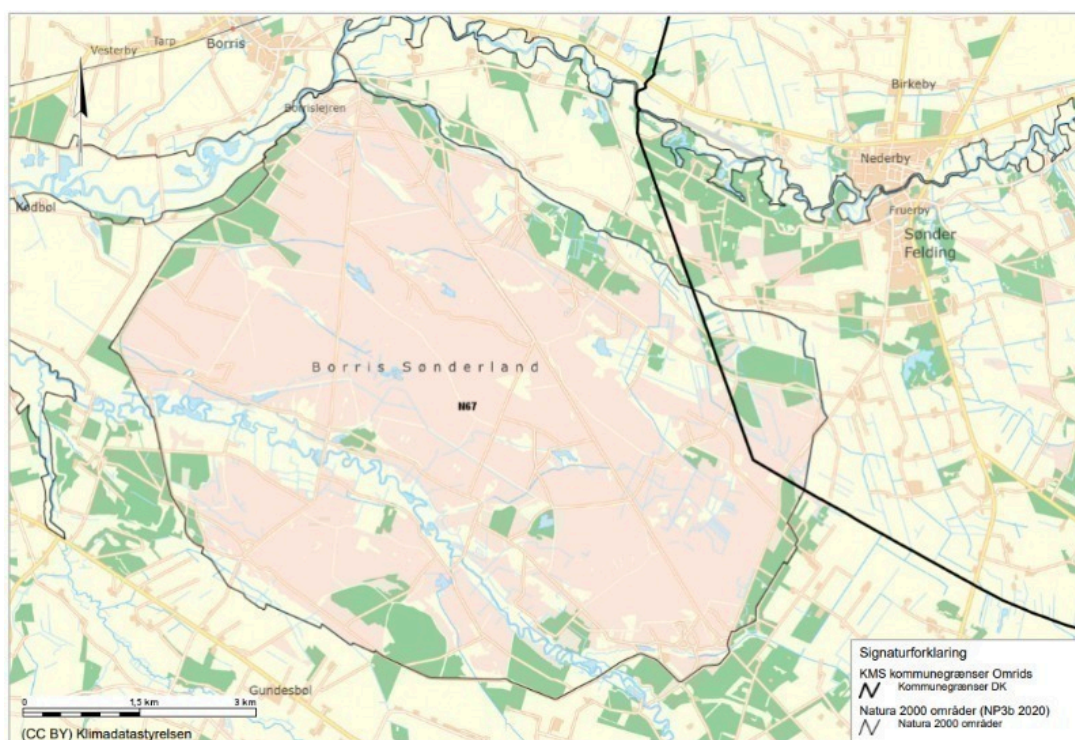 Vesterby
Tarp
Borris
Borrislejren
Birkeby
Nederby
Fruerby
Sønder
Felding
Kødbøl
Borris Sønderland
N67
Gundesbøl
0
1,5 km
3 km
(CC BY) Klimadatastyrelsen
Signaturforklaring
KMS kommunegrænser Omrids
Kommunegrænser DK
Natura 2000 områder (NP3b 2020)
Natura 2000 områder